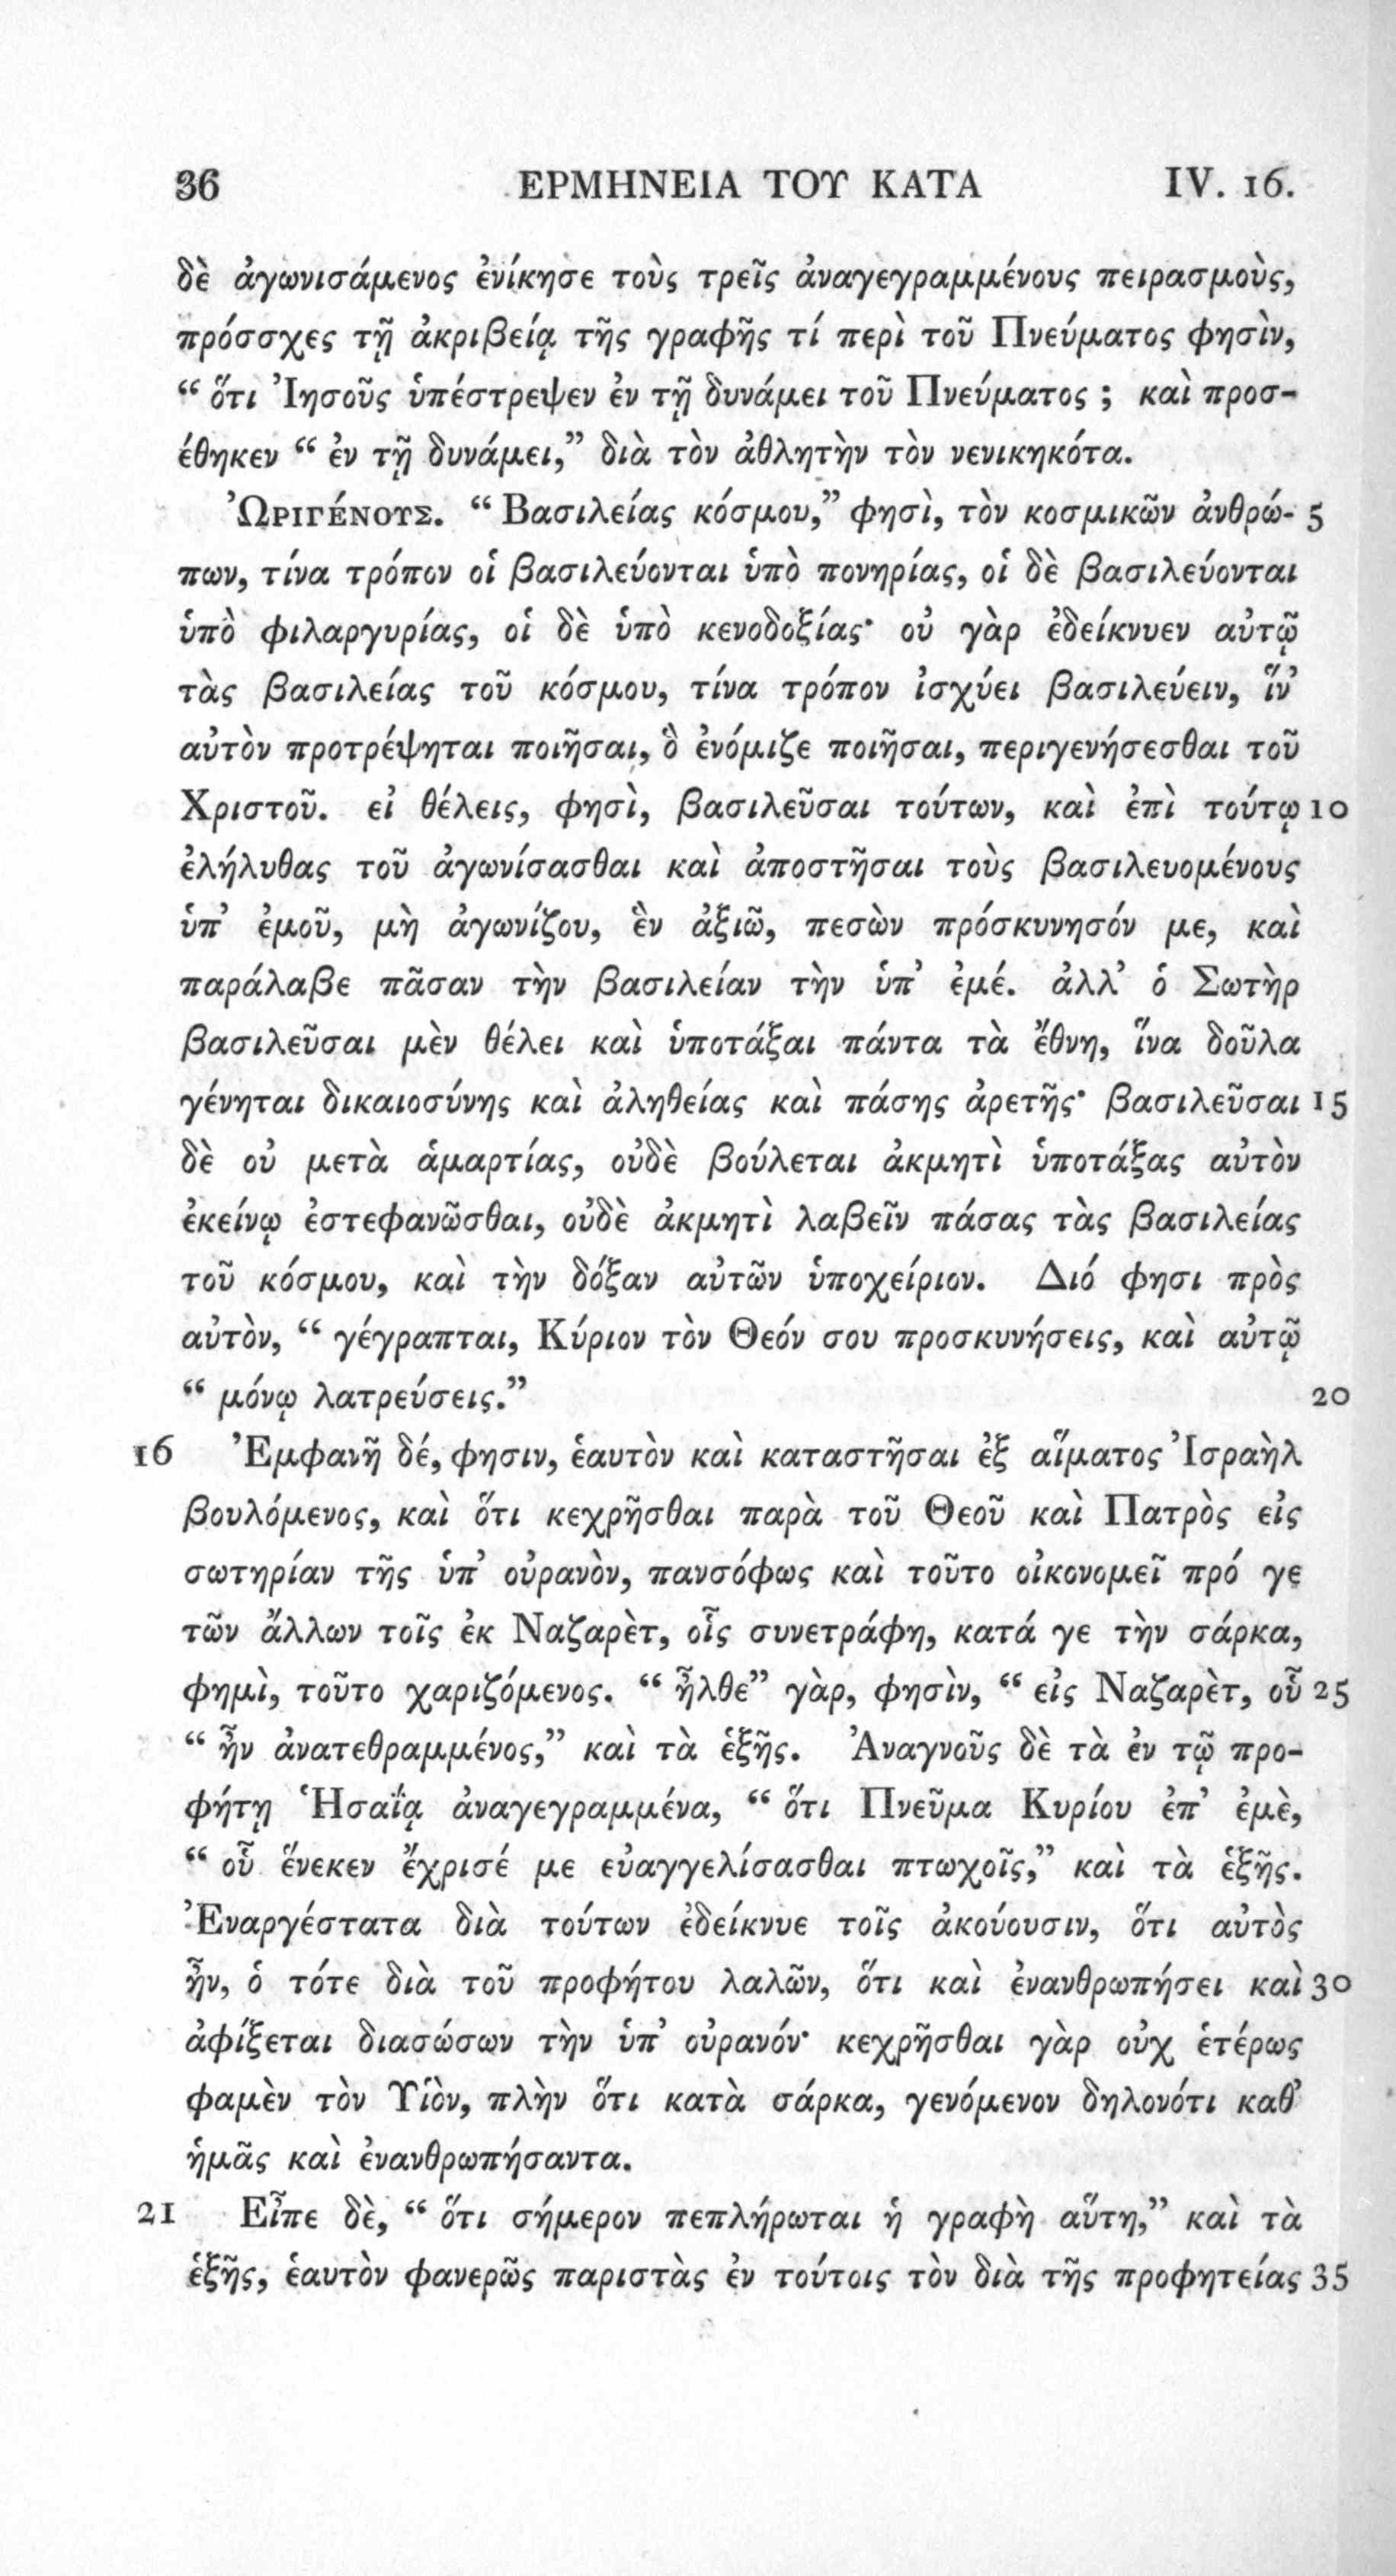 36 ΕΡΜΗΝΕΙΑ ΤΟΥ ΚΑΤΑ IV. 16.
δὲ ἀγωνισάμενος ἐνίκησε τοὺς τρεῖς ἀναγεγραμμένους πειρασμοὺς,
πρόσσχες τῇ ἀκριβείᾳ τῆς γραφῆς τί περὶ τοῦ Πνεύματος φησὶν,
“ ὅτι Ἰησοῦς ὑπέστρεψεν ἐν τῇ δυνάμει τοῦ Πνεύματος ; καὶ προσ-
έθηκεν “ ἐν τῇ δυνάμει,” διὰ τὸν ἀθλητὴν τὸν νενικηκότα.
Ὠριγένους. “ Βασιλείας κόσμου,” φησὶ, τὸν κοσμικῶν ἀνθρώ- 5
πων, τίνα τρόπον οἱ βασιλεύονται ὑπὸ πονηρίας, οἱ δὲ βασιλεύονται
ὑπὸ φιλαργυρίας, οἱ δὲ ὑπὸ κενοδοξίας· οὐ γὰρ ἐδείκνυεν αὐτῷ
τὰς βασιλείας τοῦ κόσμου, τίνα τρόπον ἰσχύει βασιλεύειν, ἵν’
αὐτὸν προτρέψηται ποιῆσαι, ὃ ἐνόμιζε ποιῆσαι, περιγενήσεσθαι τοῦ
Χριστοῦ. εἰ θέλεις, φησὶ, βασιλεῦσαι τούτων, καὶ ἐπὶ τούτῳ 10
ἐλήλυθας τοῦ ἀγωνίσασθαι καὶ ἀποστῆσαι τοὺς βασιλευομένους
ὑπ’ ἐμοῦ, μὴ ἀγωνίζου, ἓν ἀξιῶ, πεσὼν πρόσκυνησόν με, καὶ
παράλαβε πᾶσαν τὴν βασιλείαν τὴν ὑπ’ ἐμέ. ἀλλ’ ὁ Σωτὴρ
βασιλεῦσαι μὲν θέλει καὶ ὑποτάξαι πάντα τὰ ἔθνη, ἵνα δοῦλα
γένηται δικαιοσύνης καὶ ἀληθείας καὶ πάσης ἀρετῆς· βασιλεῦσαι 15
δὲ οὐ μετὰ ἁμαρτίας, οὐδὲ βούλεται ἀκμητὶ ὑποτάξας αὐτὸν
ἐκείνῳ ἐστεφανῶσθαι, οὐδὲ ἀκμητὶ λαβεῖν πάσας τὰς βασιλείας
τοῦ κόσμου, καὶ τὴν δόξαν αὐτῶν ὑποχείριον. Διό φησι πρὸς
αὐτὸν, “ γέγραπται, Κύριον τὸν Θεόν σου προσκυνήσεις, καὶ αὐτῷ
“ μόνῳ λατρεύσεις.” 20
16 Ἐμφανῆ δέ, φησιν, ἑαυτὸν καὶ καταστῆσαι ἐξ αἵματος Ἰσραὴλ
βουλόμενος, καὶ ὅτι κεχρῆσθαι παρὰ τοῦ Θεοῦ καὶ Πατρὸς εἰς
σωτηρίαν τῆς ὑπ’ οὐρανὸν, πανσόφως καὶ τοῦτο οἰκονομεῖ πρό γε
τῶν ἄλλων τοῖς ἐκ Ναζαρὲτ, οἷς συνετράφη, κατά γε τὴν σάρκα,
φημὶ, τοῦτο χαριζόμενος. “ ἦλθε” γὰρ, φησὶν, “ εἰς Ναζαρὲτ, οὗ 25
“ ἦν ἀνατεθραμμένος,” καὶ τὰ ἑξῆς. Ἀναγνοῦς δὲ τὰ ἐν τῷ προ-
φήτῃ Ἡσαΐᾳ ἀναγεγραμμένα, “ ὅτι Πνεῦμα Κυρίου ἐπ’ ἐμὲ,
“ οὗ ἕνεκεν ἔχρισέ με εὐαγγελίσασθαι πτωχοῖς,” καὶ τὰ ἑξῆς.
Ἐναργέστατα διὰ τούτων ἐδείκνυε τοῖς ἀκούουσιν, ὅτι αὐτὸς
ἦν, ὁ τότε διὰ τοῦ προφήτου λαλῶν, ὅτι καὶ ἐνανθρωπήσει καὶ 30
ἀφίξεται διασώσων τὴν ὑπ’ οὐρανόν· κεχρῆσθαι γὰρ οὐχ ἑτέρως
φαμὲν τὸν Υἱὸν, πλὴν ὅτι κατὰ σάρκα, γενόμενον δηλονότι καθ’
ἡμᾶς καὶ ἐνανθρωπήσαντα.
21 Εἶπε δὲ, “ ὅτι σήμερον πεπλήρωται ἡ γραφὴ αὕτη,” καὶ τὰ
ἑξῆς, ἑαυτὸν φανερῶς παριστὰς ἐν τούτοις τὸν διὰ τῆς προφητείας 35